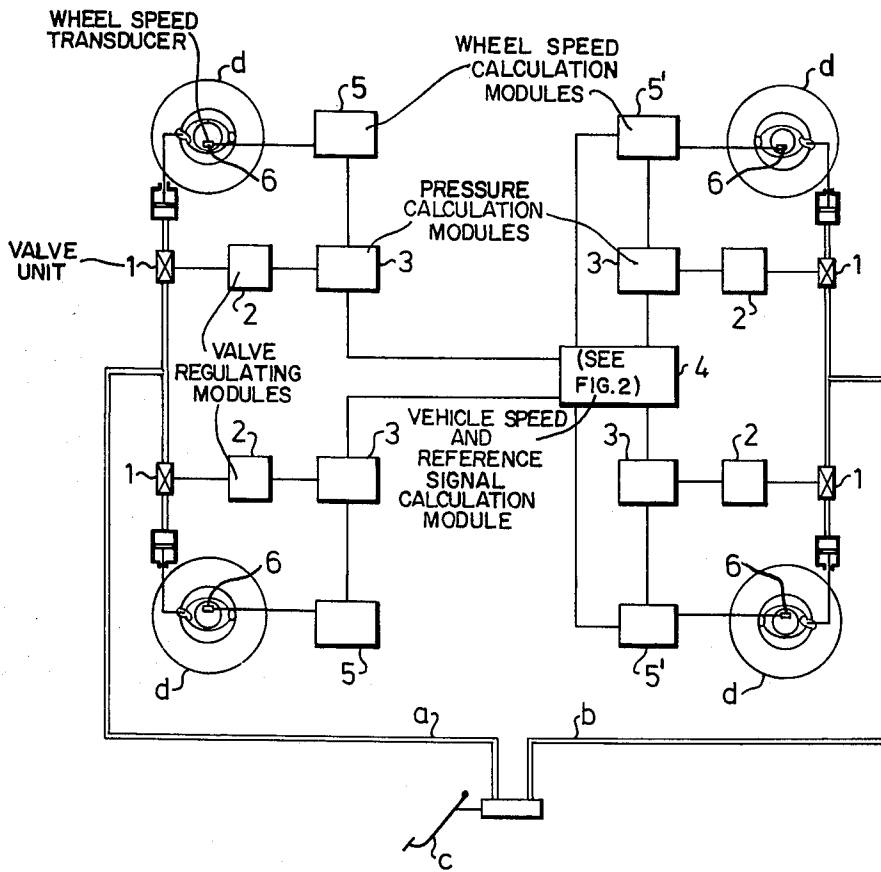 WHEEL SPEED
TRANSDUCER
d
5
WHEEL SPEED
CALCULATION
MODULES
5'
d
6
6
PRESSURE
CALCULATION
MODULES
VALVE
UNIT
1
2
3
3
2
1
VALVE
REGULATING
MODULES
(SEE
FIG.2)
4
VEHICLE SPEED
AND
REFERENCE
SIGNAL
CALCULATION
MODULE
1
2
3
3
2
1
6
6
d
5
5'
d
a
b
c